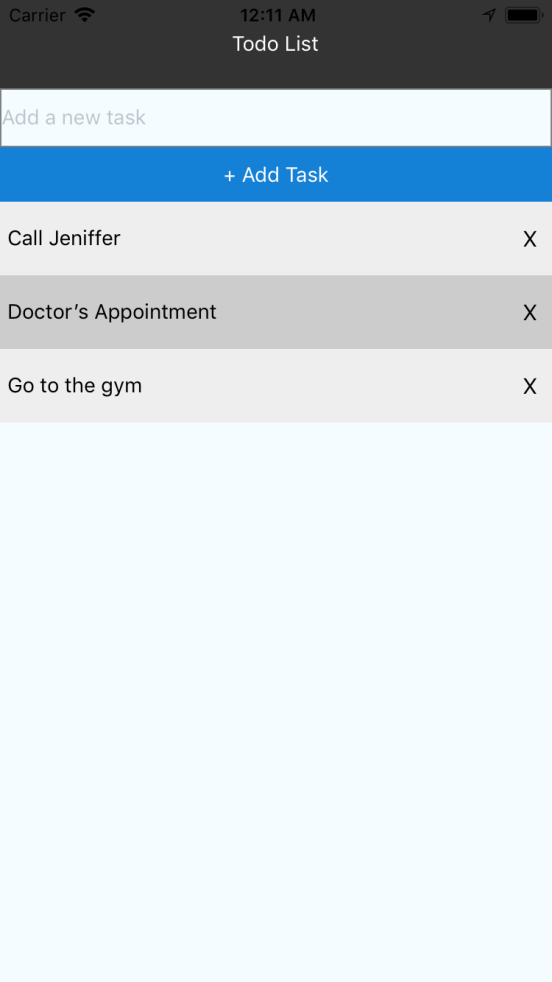 Carrier 12:11 AM
Todo List
Add a new task
+ Add Task
Call Jeniffer X
Doctor’s Appointment X
Go to the gym X